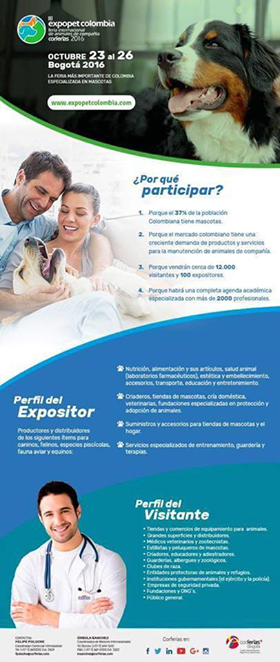 III
expopet colombia
feria internacional
de animales de compañía
corferias 2016
OCTUBRE 23 al 26
Bogotá 2016
LA FERIA MÁS IMPORTANTE DE COLOMBIA
ESPECIALIZADA EN MASCOTAS
www.expopetcolombia.com
¿Por qué
participar?
1. Porque el 37% de la población
Colombiana tiene mascotas.
2. Porque el mercado colombiano tiene una
creciente demanda de productos y servicios
para la manutención de animales de compañía.
3. Porque vendrán cerca de 12.000
visitantes y 100 expositores.
4. Porque habrá una completa agenda académica
especializada con más de 2000 profesionales.
Perfil del
Expositor
Productores y distribuidores
de los siguientes ítems para
caninos, felinos, especies piscícolas,
fauna aviar y equinos:
Nutrición, alimentación y sus artículos, salud animal
(laboratorios farmacéuticos), estética y embellecimiento,
accesorios, transporte, educación y entretenimiento.
Criaderos, tiendas de mascotas, cría doméstica,
veterinarias, fundaciones especializadas en protección y
adopción de animales.
Suministros y accesorios para tiendas de mascotas y el
hogar.
Servicios especializados de entrenamiento, guardería y
terapias.
Perfil del
Visitante
• Tiendas y comercios de equipamiento para animales.
• Grandes superficies y distribuidores.
• Médicos veterinarios y zootecnistas.
• Estilistas y peluqueros de mascotas.
• Criadores, educadores y adiestradores.
• Guarderías, albergues y zoológicos.
• Clubes de raza.
• Entidades protectoras de animales y refugios.
• Instituciones gubernamentales (el ejército y la policía).
• Empresas de seguridad privada.
• Fundaciones y ONG´s.
• Público general.
Corferias en:
corferias